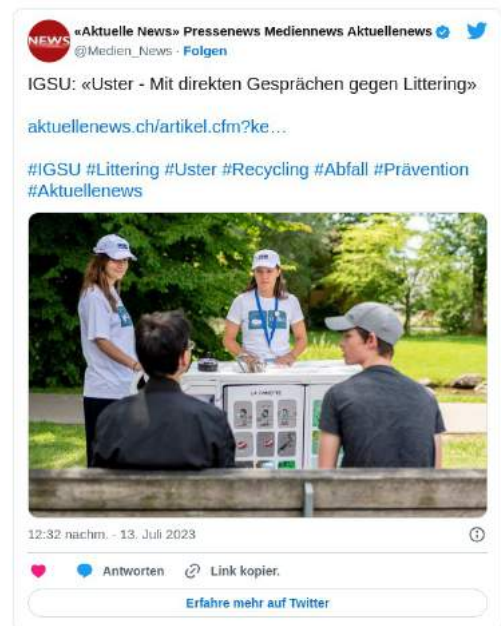 NEWS
«Aktuelle News» Pressenews Mediennews Aktuellenews
@Medien_News · Folgen
IGSU: «Uster - Mit direkten Gesprächen gegen Littering»
aktuellenews.ch/artikel.cfm?ke…
#IGSU #Littering #Uster #Recycling #Abfall #Prävention
#Aktuellenews
LA CANETTE
12:32 nachm. · 13. Juli 2023
Antworten
Link kopier.
Erfahre mehr auf Twitter